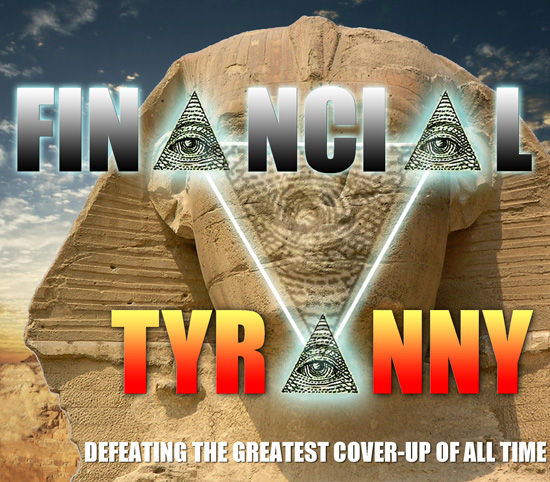 FINANCIAL
TYRANNY
DEFEATING THE GREATEST COVER-UP OF ALL TIME